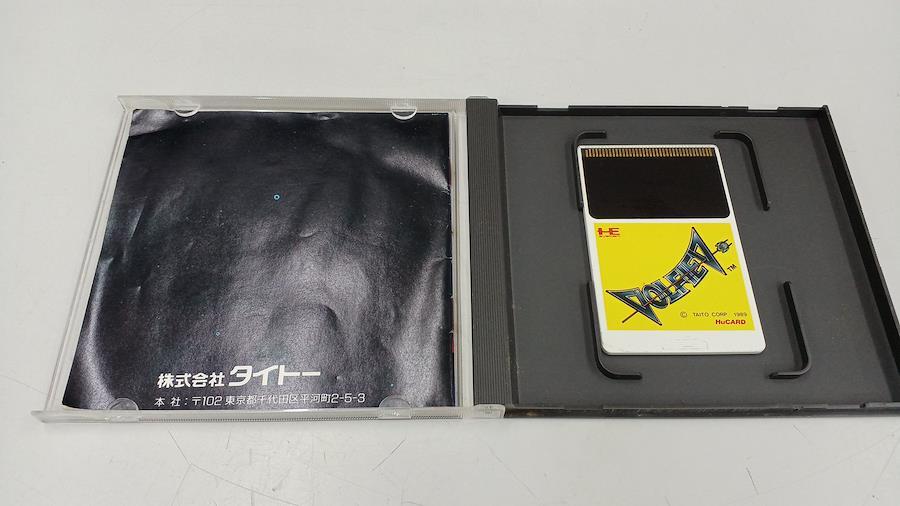 株式会社 タイトー
本 社：〒102 東京都千代田区平河町2-5-3
HE
VOLFIED
TM
© TAITO CORP. 1989
HuCARD